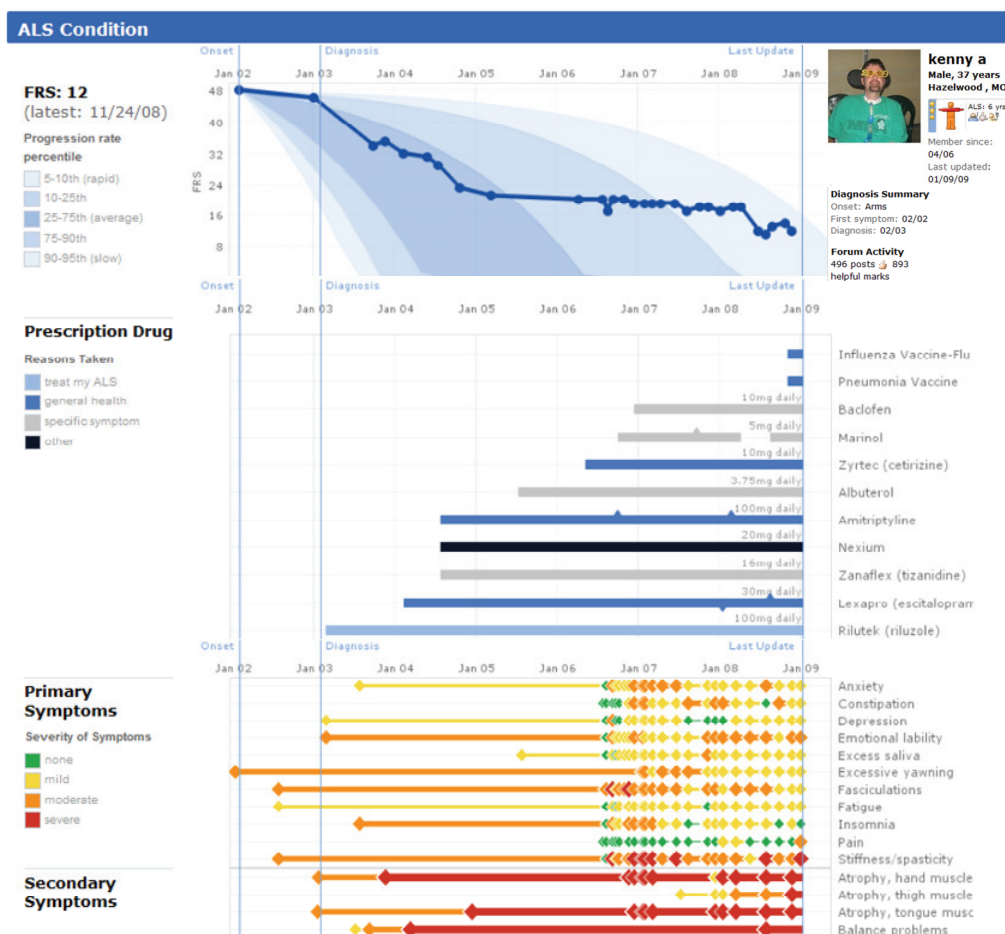 ALS Condition
Onset Diagnosis Last Update
Jan 02 Jan 03 Jan 04 Jan 05 Jan 06 Jan 07 Jan 08 Jan 09
FRS: 12
(latest: 11/24/08)
Progression rate
percentile
5-10th (rapid)
10-25th
25-75th (average)
75-90th
90-95th (slow)
FRS
48
40
32
24
16
8
kenny a
Male, 37 years
Hazelwood , MO
ALS: 6 yrs
Member since:
04/06
Last updated:
01/09/09
Diagnosis Summary
Onset: Arms
First symptom: 02/02
Diagnosis: 02/03
Forum Activity
496 posts 893
helpful marks
Onset Diagnosis Last Update
Jan 02 Jan 03 Jan 04 Jan 05 Jan 06 Jan 07 Jan 08 Jan 09
Prescription Drug
Reasons Taken
treat my ALS
general health
specific symptom
other
Influenza Vaccine-Flu
Pneumonia Vaccine
10mg daily Baclofen
5mg daily Marinol
10mg daily Zyrtec (cetirizine)
3.75mg daily Albuterol
100mg daily Amitriptyline
20mg daily Nexium
16mg daily Zanaflex (tizanidine)
30mg daily Lexapro (escitalopram
100mg daily Rilutek (riluzole)
Onset Diagnosis Last Update
Jan 02 Jan 03 Jan 04 Jan 05 Jan 06 Jan 07 Jan 08 Jan 09
Primary
Symptoms
Severity of Symptoms
none
mild
moderate
severe
Anxiety
Constipation
Depression
Emotional lability
Excess saliva
Excessive yawning
Fasciculations
Fatigue
Insomnia
Pain
Stiffness/spasticity
Secondary
Symptoms
Atrophy, hand muscle
Atrophy, thigh muscle
Atrophy, tongue musc
Balance problems